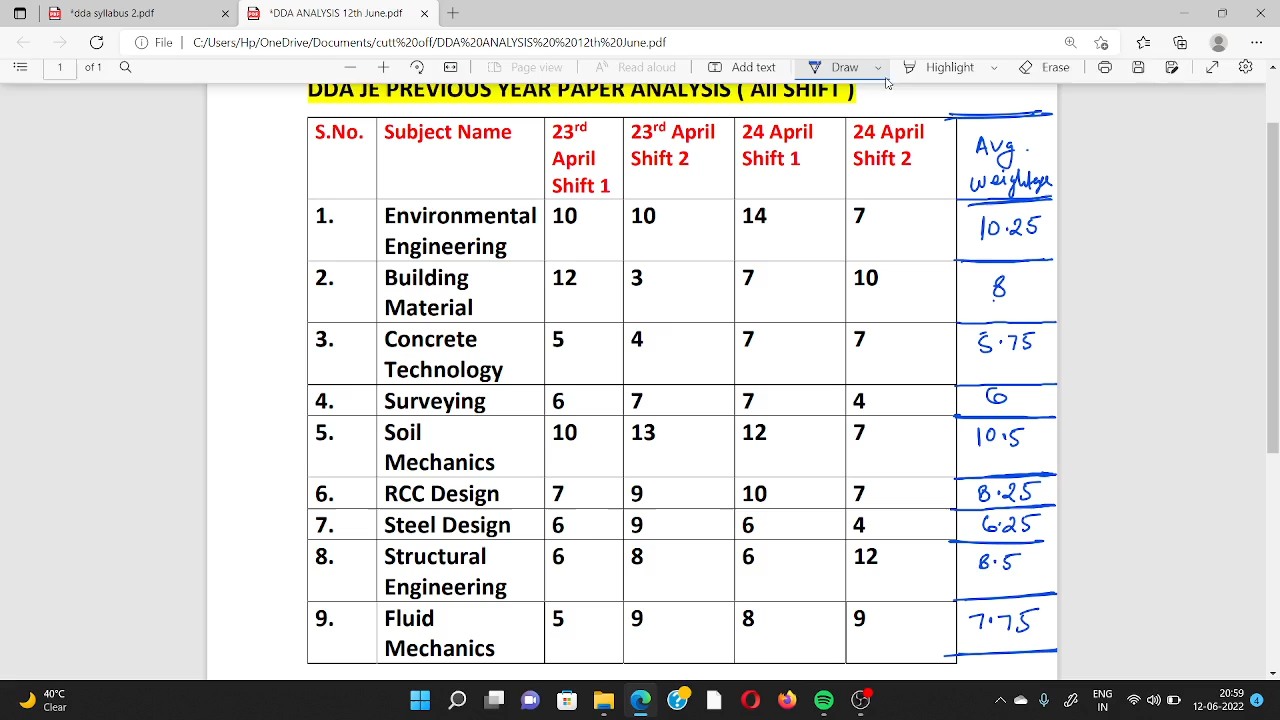 *dda syllabus 2.pdf
*DDA ANALYSIS 12th June.pdf
File
C:/Users/Hp/OneDrive/Documents/cutt%20off/DDA%20ANALYSIS%20%2012th%20June.pdf
1 of 1
Page view
Read aloud
Add text
Draw
Highlight
Erase
DDA JE PREVIOUS YEAR PAPER ANALYSIS ( All SHIFT )
S.No. Subject Name 23rd 23rd April 24 April 24 April Avg.
April Shift 2 Shift 1 Shift 2
Shift 1 weightage
1. Environmental 10 10 14 7 10.25
Engineering
2. Building 12 3 7 10 8
Material
3. Concrete 5 4 7 7 5.75
Technology
4. Surveying 6 7 7 4 6
5. Soil 10 13 12 7 10.5
Mechanics
6. RCC Design 7 9 10 7 8.25
7. Steel Design 6 9 6 4 6.25
8. Structural 6 8 6 12 8.5
Engineering
9. Fluid 5 9 8 9 7.75
Mechanics
40°C
Clear
ENG
IN
20:59
12-06-2022
4